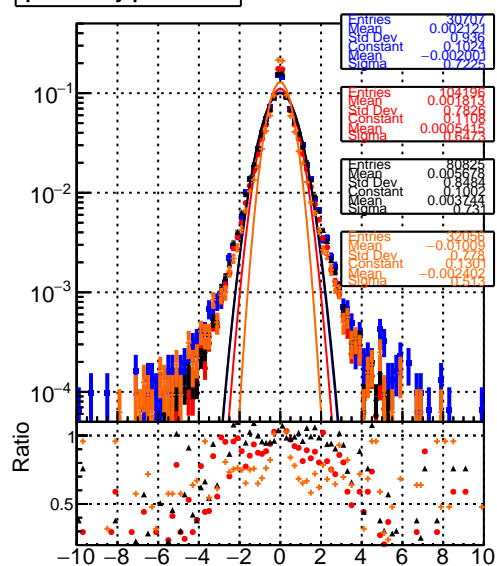 Entries 30707
Mean 0.002121
Std Dev 0.936
Constant 0.1024
Mean −0.002001
Sigma 0.7225
10⁻¹
Entries 104196
Mean 0.001813
Std Dev 0.7826
Constant 0.1108
Mean 0.0005415
Sigma 0.6473
Entries 80825
Mean 0.005678
Std Dev 0.8484
Constant 0.1002
Mean 0.003744
Sigma 0.731
10⁻²
Entries
Mean −0.01009
Std Dev 0.778
Constant 0.1301
Mean −0.002402
Sigma 0.513
10⁻³
10⁻⁴
Ratio
1
0.5
−10 −8 −6 −4 −2 0 2 4 6 8 10